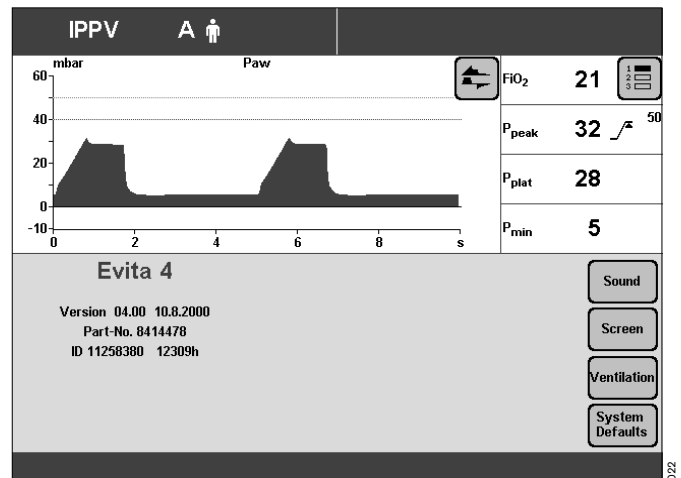 IPPV A
mbar Paw
60
40
20
0
-10
0 2 4 6 8 s
FiO2 21
1
2
3
Ppeak 32 50
Pplat 28
Pmin 5
Evita 4
Version 04.00 10.8.2000
Part-No. 8414478
ID 11258380 12309h
Sound
Screen
Ventilation
System
Defaults
022